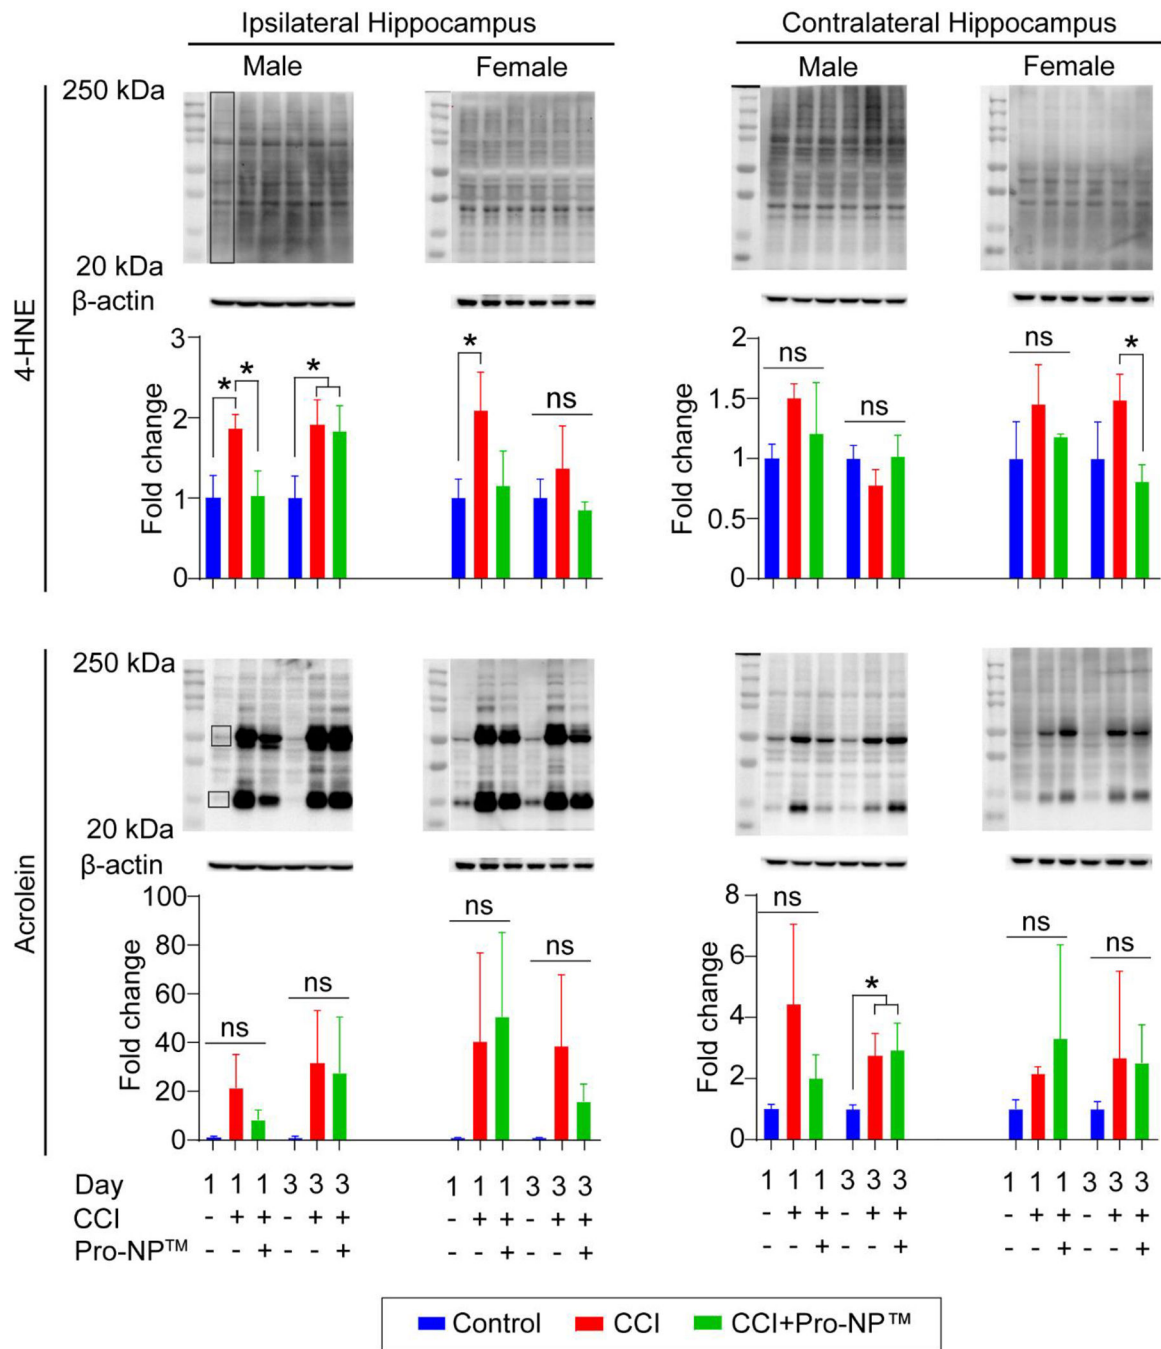 Ipsilateral Hippocampus Contralateral Hippocampus
Male Female Male Female
4-HNE
250 kDa
20 kDa
β-actin
Fold change
3
2
1
0
* * *
*
ns
Fold change
2
1.5
1
0.5
0
ns
ns
ns
*
Acrolein
250 kDa
20 kDa
β-actin
Fold change
100
80
60
40
20
0
ns
ns
ns
ns
Fold change
8
6
4
2
0
ns
*
ns
ns
Day 1 1 1 3 3 3 1 1 1 3 3 3 1 1 1 3 3 3 1 1 1 3 3 3
CCI - + + - + + - + + - + + - + + - + + - + + - + +
Pro-NP™ - - + - - + - - + - - + - - + - - + - - + - - +
Control CCI CCI+Pro-NP™